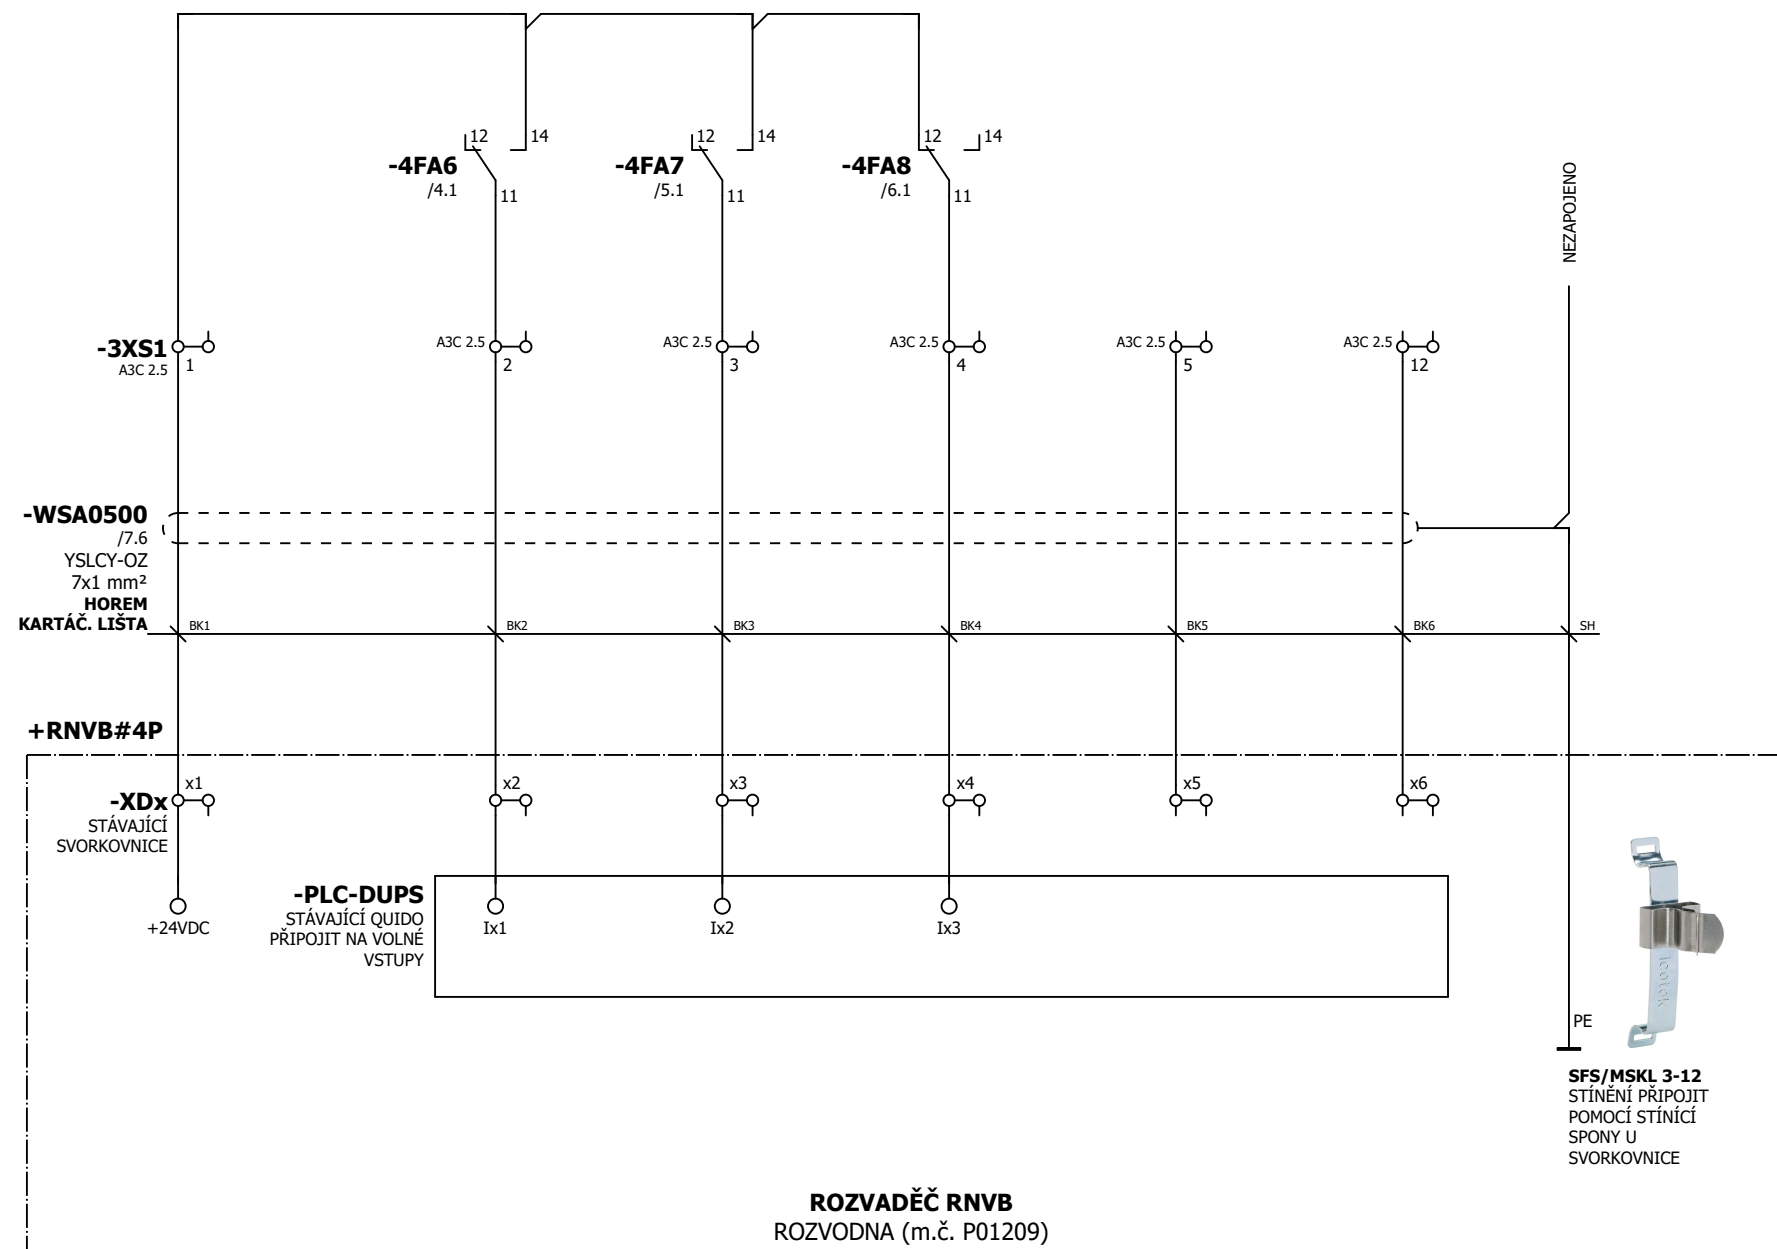 12
14
12
14
12
14
-4FA6
/4.1
11
-4FA7
/5.1
11
-4FA8
/6.1
11
NEZAPOJENO
-3XS1
A3C 2.5
1
A3C 2.5
2
A3C 2.5
3
A3C 2.5
4
A3C 2.5
5
A3C 2.5
12
-WSA0500
/7.6
YSLCY-OZ
7x1 mm²
HOREM
KARTÁČ. LIŠTA
BK1
BK2
BK3
BK4
BK5
BK6
SH
+RNVB#4P
-XDx
STÁVAJÍCÍ
SVORKOVNICE
x1
x2
x3
x4
x5
x6
+24VDC
-PLC-DUPS
STÁVAJÍCÍ QUIDO
PŘIPOJIT NA VOLNÉ
VSTUPY
Ix1
Ix2
Ix3
icotek
PE
SFS/MSKL 3-12
STÍNĚNÍ PŘIPOJIT
POMOCÍ STÍNÍCÍ
SPONY U
SVORKOVNICE
ROZVADĚČ RNVB
ROZVODNA (m.č. P01209)